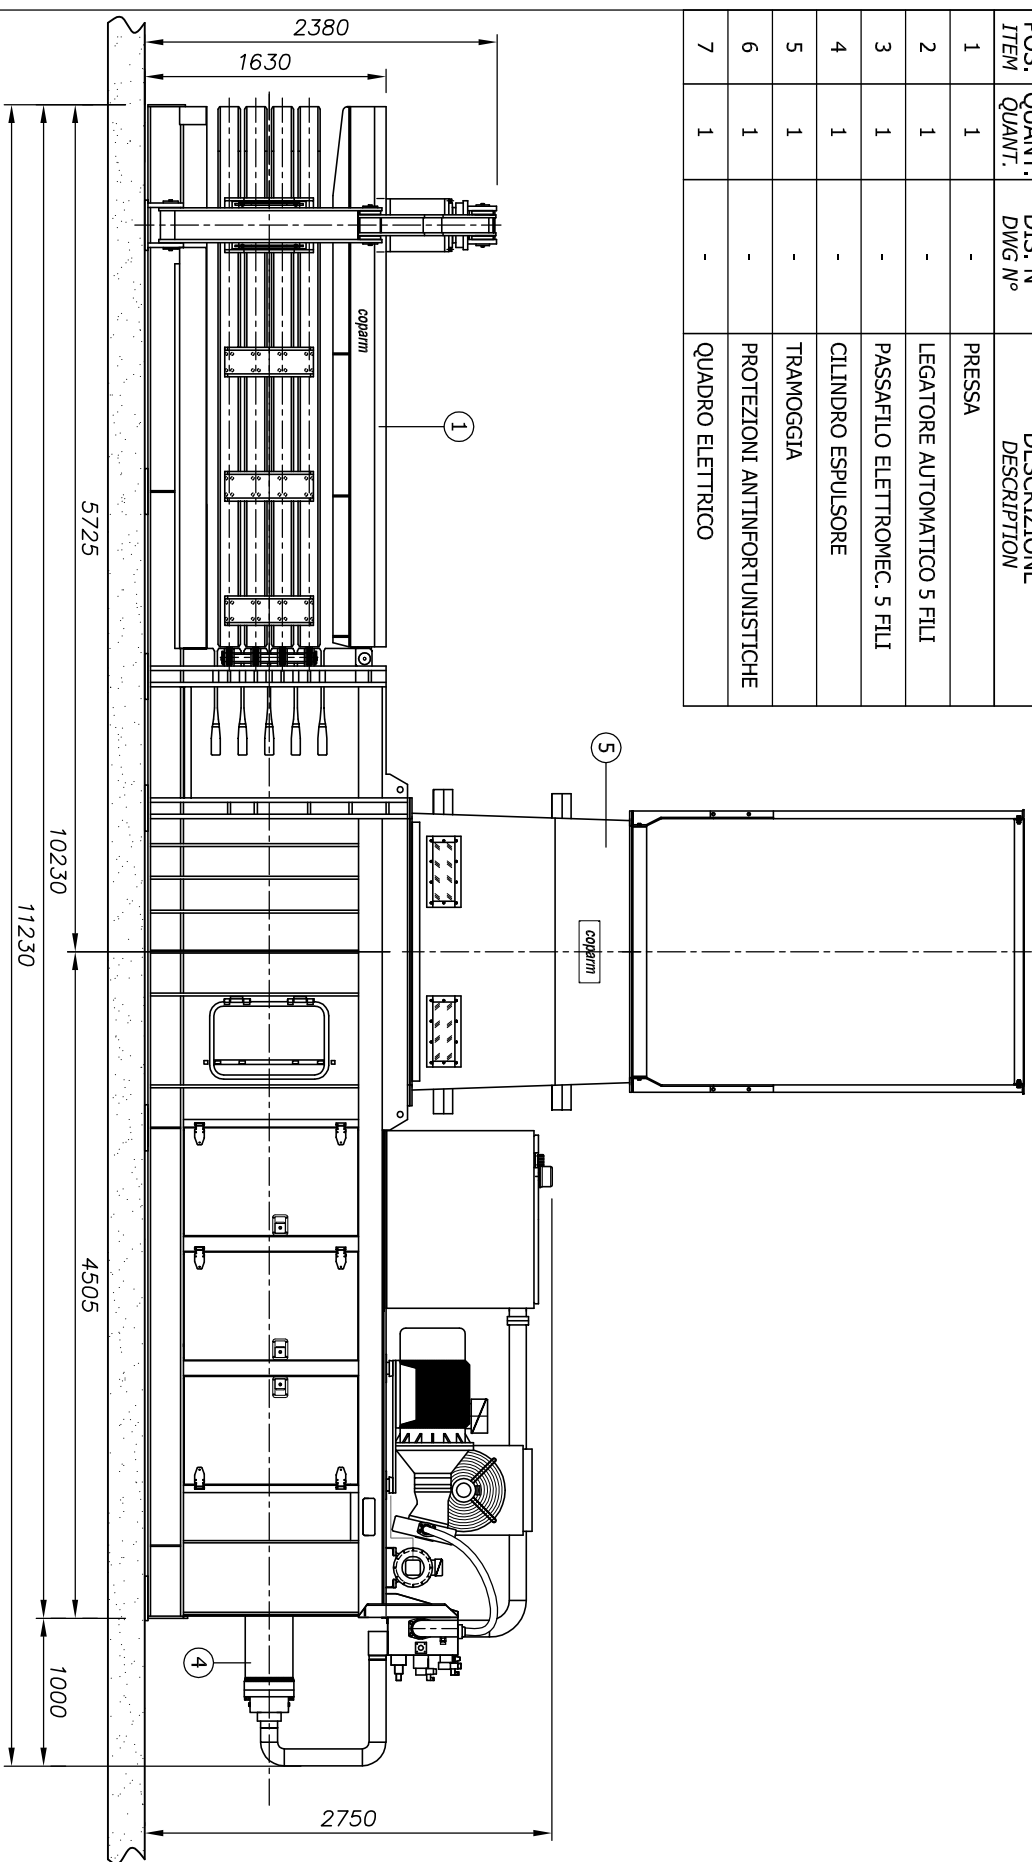 POS. QUANT. DIS. N° DESCRIZIONE
ITEM QUANT. DWG N° DESCRIPTION
1 1 - PRESSA
2 1 - LEGATORE AUTOMATICO 5 FILI
3 1 - PASSAFILO ELETTROMEC. 5 FILI
4 1 - CILINDRO ESPULSORE
5 1 - TRAMOGGIA
6 1 - PROTEZIONI ANTINFORTUNISTICHE
7 1 - QUADRO ELETTRICO
5
coparm
1
coparm
4
2380
1630
2750
5725
4505
10230
1000
11230